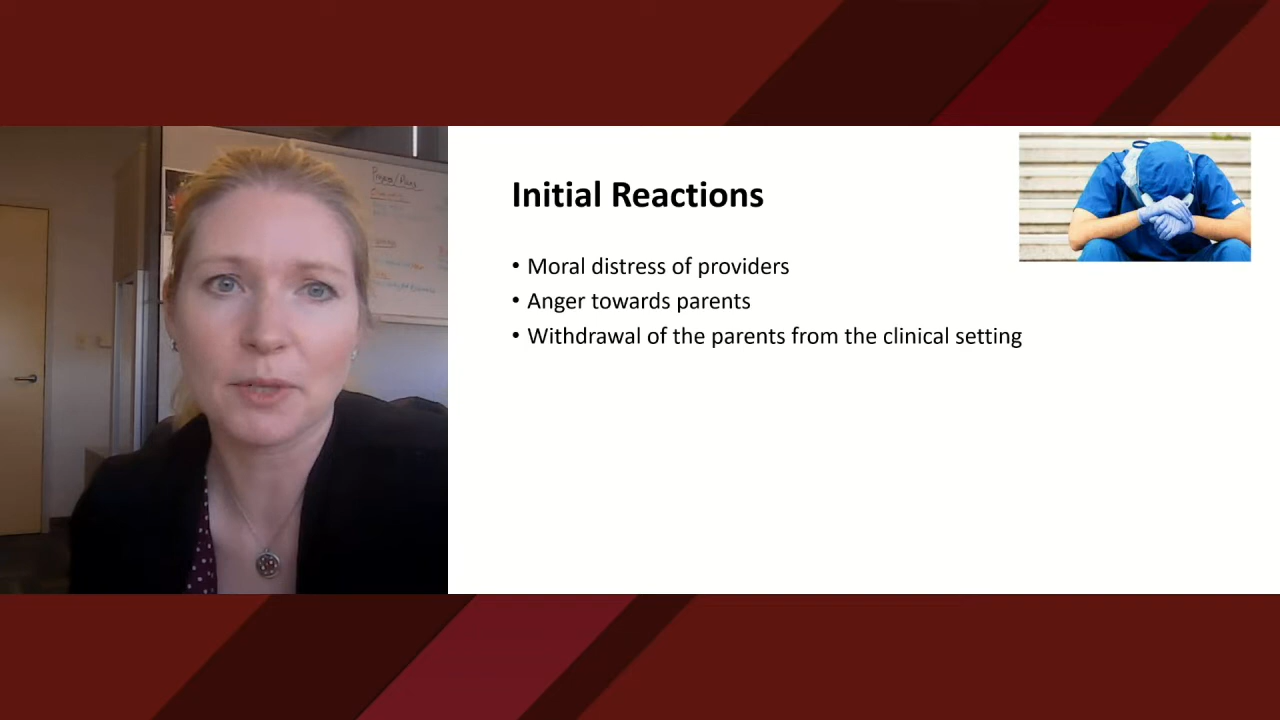 Initial Reactions
• Moral distress of providers
• Anger towards parents
• Withdrawal of the parents from the clinical setting